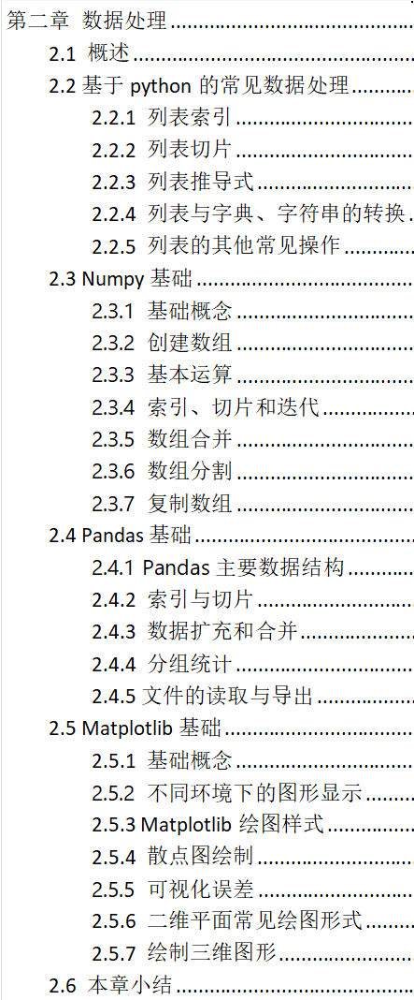 第二章 数据处理
2.1 概述
2.2 基于 python 的常见数据处理
2.2.1 列表索引
2.2.2 列表切片
2.2.3 列表推导式
2.2.4 列表与字典、字符串的转换
2.2.5 列表的其他常见操作
2.3 Numpy 基础
2.3.1 基础概念
2.3.2 创建数组
2.3.3 基本运算
2.3.4 索引、切片和迭代
2.3.5 数组合并
2.3.6 数组分割
2.3.7 复制数组
2.4 Pandas 基础
2.4.1 Pandas 主要数据结构
2.4.2 索引与切片
2.4.3 数据扩充和合并
2.4.4 分组统计
2.4.5 文件的读取与导出
2.5 Matplotlib 基础
2.5.1 基础概念
2.5.2 不同环境下的图形显示
2.5.3 Matplotlib 绘图样式
2.5.4 散点图绘制
2.5.5 可视化误差
2.5.6 二维平面常见绘图形式
2.5.7 绘制三维图形
2.6 本章小结